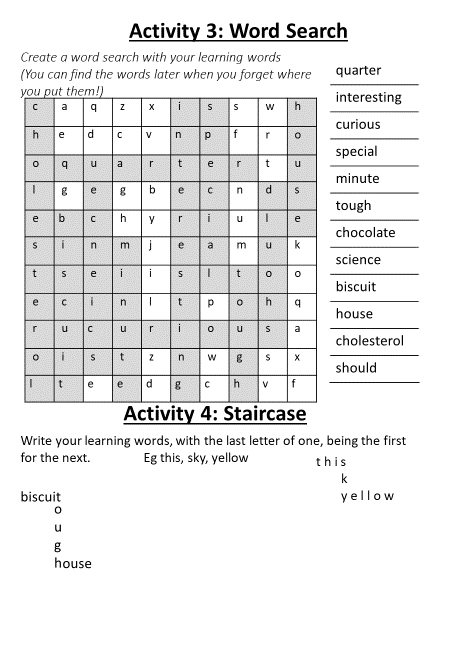 Activity 3: Word Search
Create a word search with your learning words
(You can find the words later when you forget where
you put them!)
c a q z x i s s w h
h e d c v n p f r o
o q u a r t e r t u
l g e g b e c n d s
e b c h y r i u l e
s i n m j e a m u k
t s e i i s l t o o
e c i n l t p o h q
r u c u r i o u s a
o i s t z n w g s x
l t e e d g c h v f
quarter
interesting
curious
special
minute
tough
chocolate
science
biscuit
house
cholesterol
should
Activity 4: Staircase
Write your learning words, with the last letter of one, being the first
for the next. Eg this, sky, yellow
t h i s
k
y e l l o w
biscuit
o
u
g
house